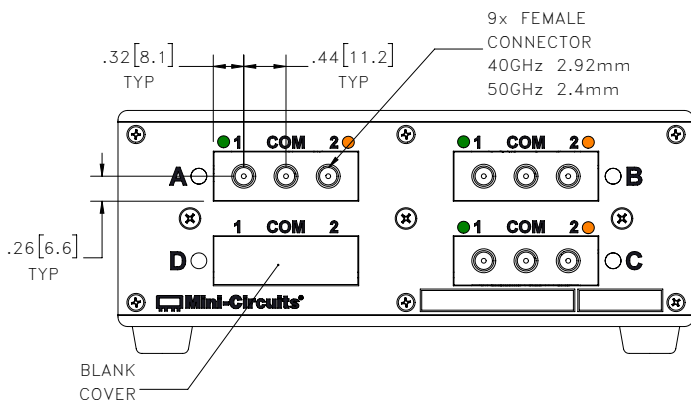 9x FEMALE
CONNECTOR
40GHz 2.92mm
50GHz 2.4mm
.32[8.1]
TYP
.44[11.2]
TYP
1 COM 2
1 COM 2
A
B
.26[6.6]
TYP
1 COM 2
1 COM 2
D
C
Mini-Circuits®
BLANK
COVER